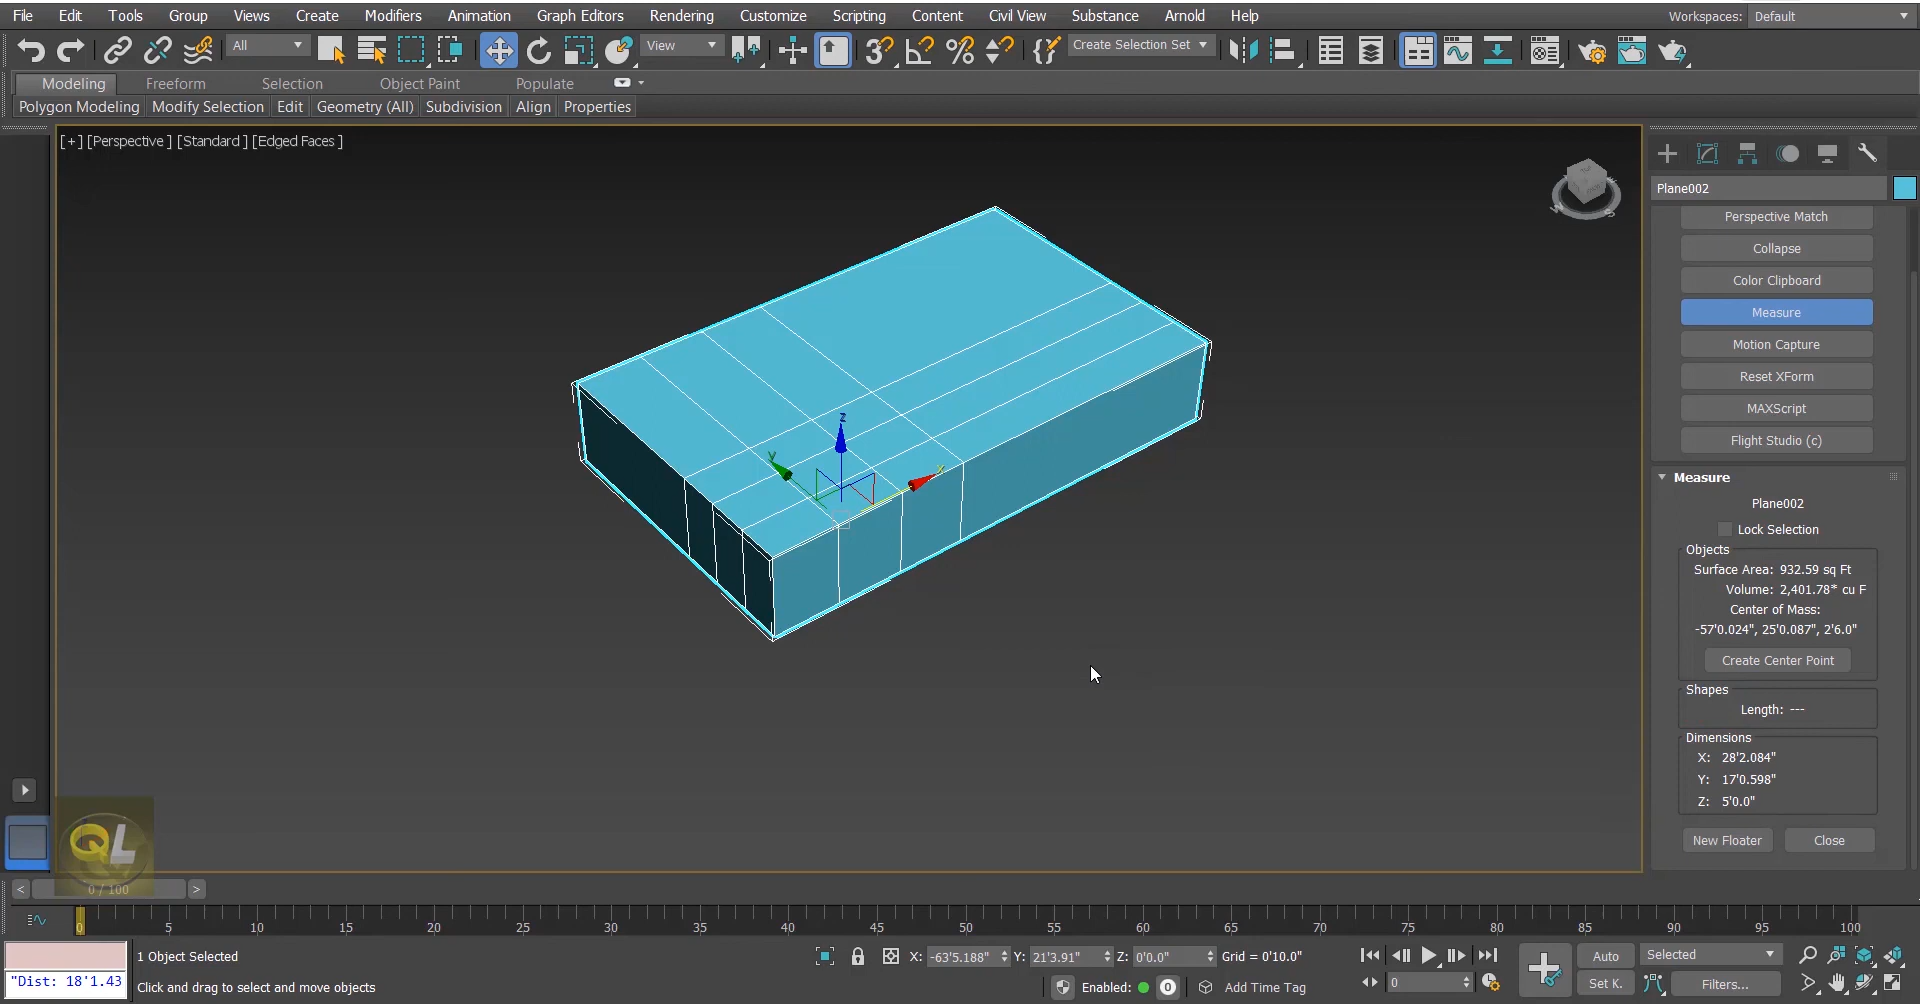 File Edit Tools Group Views Create Modifiers Animation Graph Editors Rendering Customize Scripting Content Civil View Substance Arnold Help Workspaces: Default
All View Create Selection Set
Modeling Freeform Selection Object Paint Populate
Polygon Modeling Modify Selection Edit Geometry (All) Subdivision Align Properties
[+] [Perspective ] [Standard ] [Edged Faces ]
Plane002
Perspective Match
Collapse
Color Clipboard
Measure
Motion Capture
Reset XForm
MAXScript
Flight Studio (c)
Measure
Plane002
Lock Selection
Objects
Surface Area: 932.59 sq Ft
Volume: 2,401.78* cu F
Center of Mass:
-57'0.024", 25'0.087", 2'6.0"
Create Center Point
Shapes
Length: ---
Dimensions
X: 28'2.084"
Y: 17'0.598"
Z: 5'0.0"
New Floater Close
z
y
x
W S
QL
< 0 / 100 >
0 5 10 15 20 25 30 35 40 45 50 55 60 65 70 75 80 85 90 95 100
1 Object Selected X: -63'5.188" Y: 21'3.91" Z: 0'0.0" Grid = 0'10.0" Auto Selected
"Dist: 18'1.43 Click and drag to select and move objects Enabled: 0 Add Time Tag 0 Set K. Filters...